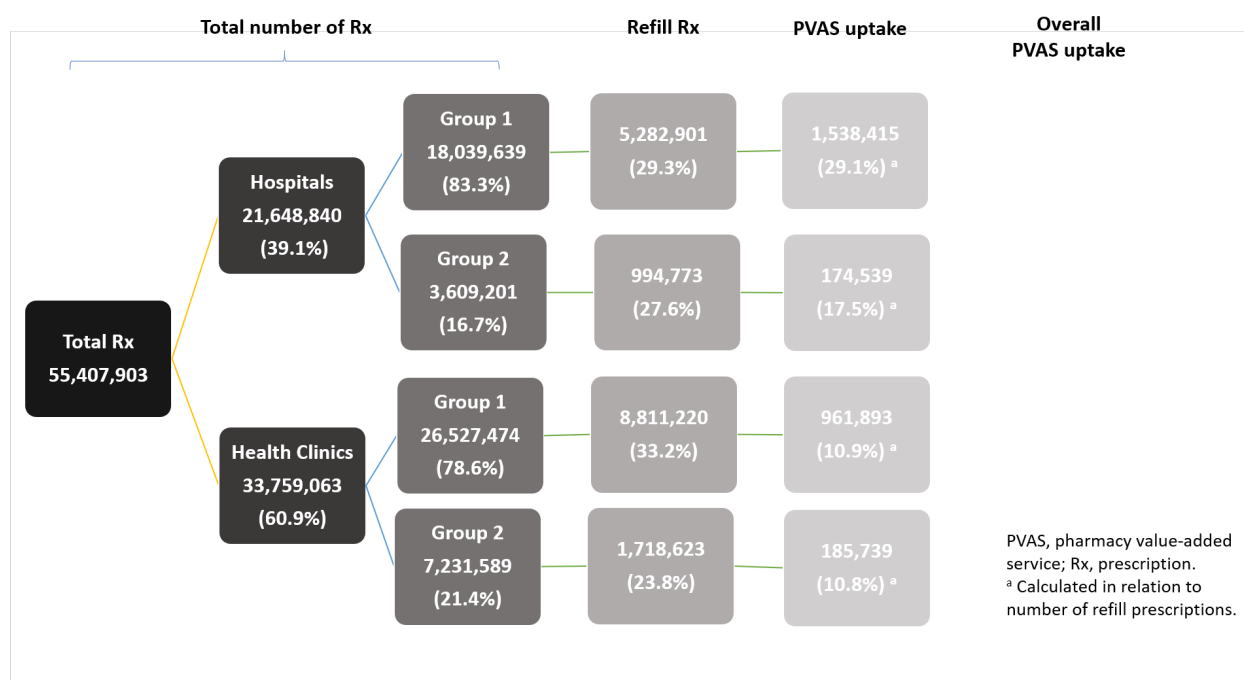 Total number of Rx
Refill Rx
PVAS uptake
Overall
PVAS uptake
Total Rx
55,407,903
Hospitals
21,648,840
(39.1%)
Group 1
18,039,639
(83.3%)
5,282,901
(29.3%)
1,538,415
(29.1%) ᵃ
Group 2
3,609,201
(16.7%)
994,773
(27.6%)
174,539
(17.5%) ᵃ
Health Clinics
33,759,063
(60.9%)
Group 1
26,527,474
(78.6%)
8,811,220
(33.2%)
961,893
(10.9%) ᵃ
Group 2
7,231,589
(21.4%)
1,718,623
(23.8%)
185,739
(10.8%) ᵃ
PVAS, pharmacy value-added
service; Rx, prescription.
ᵃ Calculated in relation to
number of refill prescriptions.